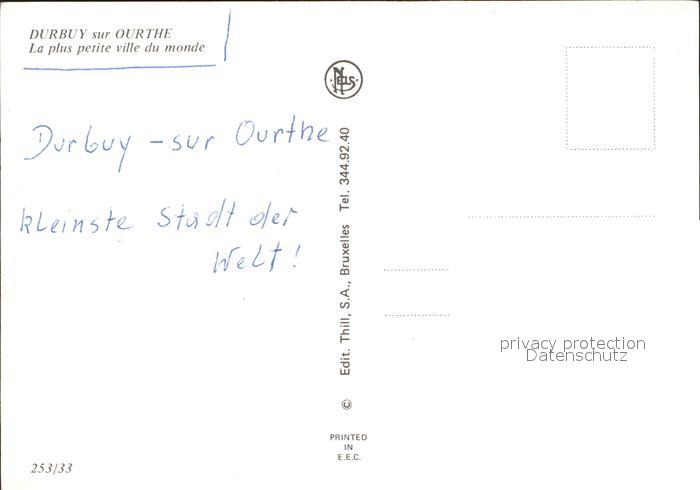 DURBUY sur OURTHE
La plus petite ville du monde
Durbuy - sur Ourthe
kleinste Stadt der
Welt!
253/33
NELS
Edit. Thill, S.A., Bruxelles Tel. 344.92.40
©
PRINTED
IN
E.E.C.
privacy protection
Datenschutz